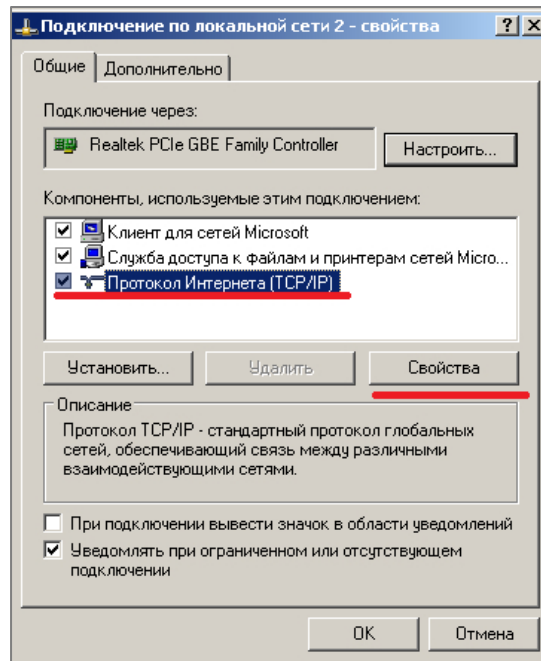 Подключение по локальной сети 2 - свойства
Общие
Дополнительно
Подключение через:
Realtek PCIe GBE Family Controller
Настроить...
Компоненты, используемые этим подключением:
Клиент для сетей Microsoft
Служба доступа к файлам и принтерам сетей Micro...
Протокол Интернета (TCP/IP)
Установить...
Удалить
Свойства
Описание
Протокол TCP/IP - стандартный протокол глобальных
сетей, обеспечивающий связь между различными
взаимодействующими сетями.
При подключении вывести значок в области уведомлений
Уведомлять при ограниченном или отсутствующем
подключении
OK
Отмена